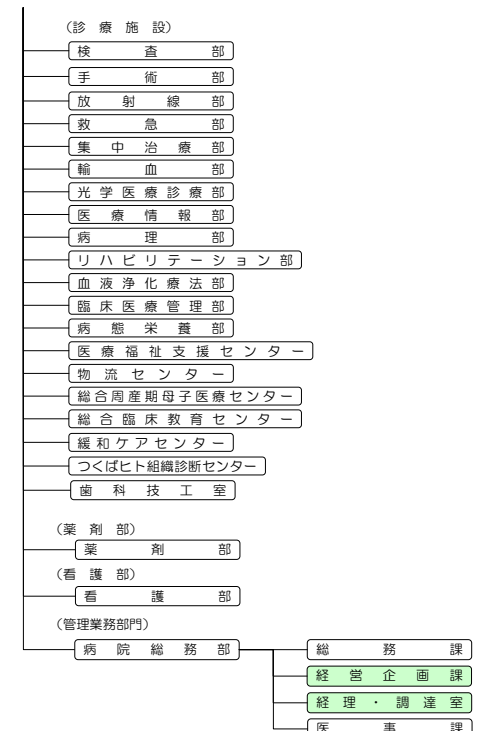 （診 療 施 設）
検査部
手術部
放射線部
救急部
集中治療部
輸血部
光学医療診療部
医療情報部
病理部
リハビリテーション部
血液浄化療法部
臨床医療管理部
病態栄養部
医療福祉支援センター
物流センター
総合周産期母子医療センター
総合臨床教育センター
緩和ケアセンター
つくばヒト組織診断センター
歯科技工室
（薬 剤 部）
薬剤部
（看 護 部）
看護部
（管理業務部門）
病院総務部
総務課
経営企画課
経理・調達室
医事課